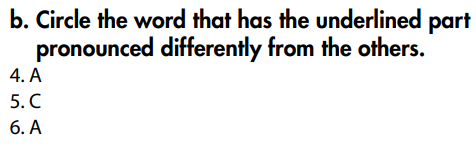 b. Circle the word that has the underlined part
pronounced differently from the others.
4. A
5. C
6. A